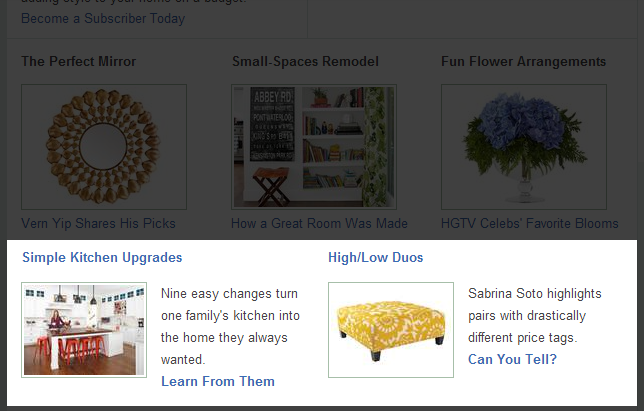 adding style to your home on a budget.
Become a Subscriber Today
The Perfect Mirror
Small-Spaces Remodel
Fun Flower Arrangements
ABBEY RD.
Vern Yip Shares His Picks
How a Great Room Was Made
HGTV Celebs' Favorite Blooms
Simple Kitchen Upgrades
High/Low Duos
Nine easy changes turn
one family's kitchen into
the home they always
wanted.
Learn From Them
Sabrina Soto highlights
pairs with drastically
different price tags.
Can You Tell?